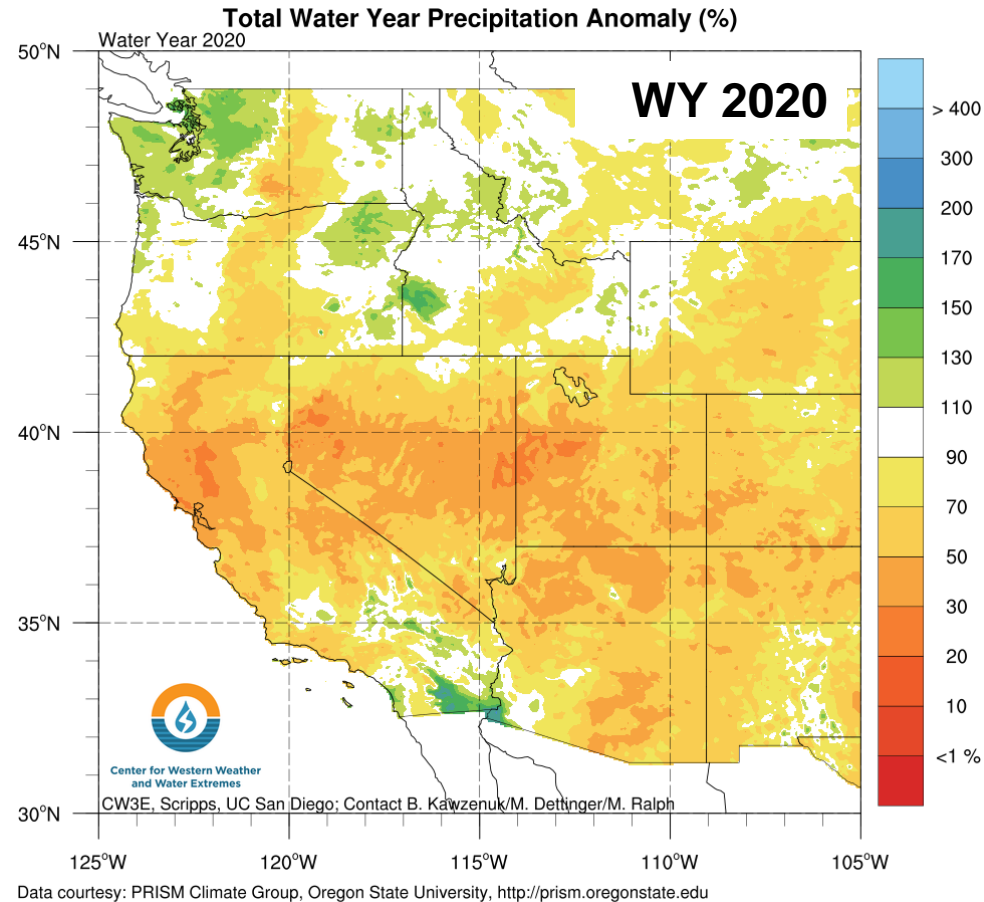 Total Water Year Precipitation Anomaly (%)
Water Year 2020
WY 2020
50°N
45°N
40°N
35°N
30°N
125°W
120°W
115°W
110°W
105°W
> 400
300
200
170
150
130
110
90
70
50
30
20
10
<1 %
Center for Western Weather
and Water Extremes
CW3E, Scripps, UC San Diego; Contact B. Kawzenuk/M. Dettinger/M. Ralph
Data courtesy: PRISM Climate Group, Oregon State University, http://prism.oregonstate.edu